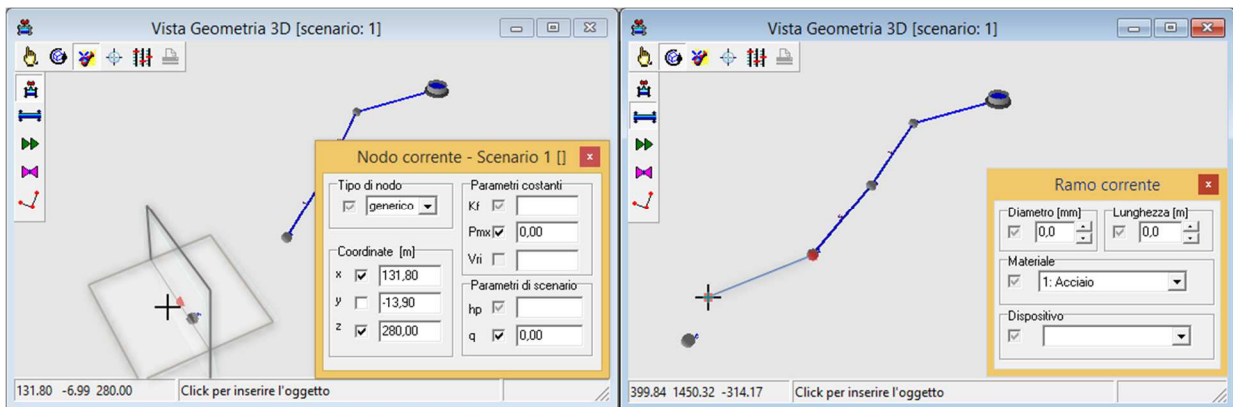 Vista Geometria 3D [scenario: 1]
Nodo corrente - Scenario 1 []
Tipo di nodo
generico
Coordinate [m]
x 131,80
y -13,90
z 280,00
Parametri costanti
Kf
Pmx 0,00
Vri
Parametri di scenario
hp
q 0,00
131.80 -6.99 280.00 Click per inserire l'oggetto
Vista Geometria 3D [scenario: 1]
Ramo corrente
Diametro [mm] Lunghezza [m]
0,0 0,0
Materiale
1: Acciaio
Dispositivo
399.84 1450.32 -314.17 Click per inserire l'oggetto